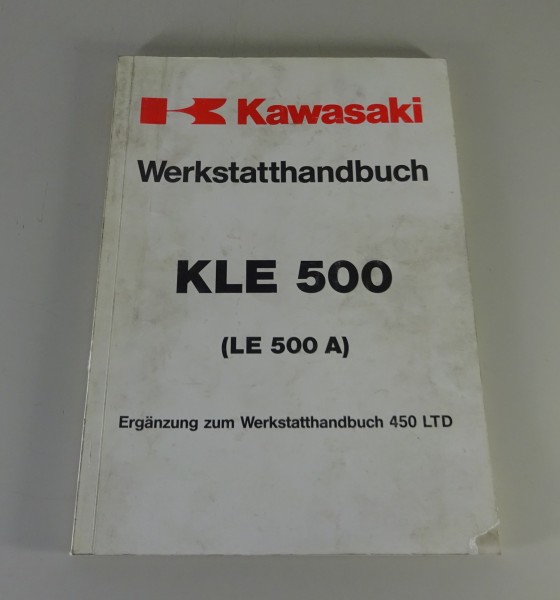 Kawasaki
Werkstatthandbuch
KLE 500
(LE 500 A)
Ergänzung zum Werkstatthandbuch 450 LTD